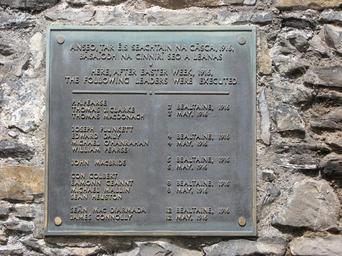 ANSEO, TAR ÉIS SEACHTAIN NA CÁSCA, 1916,
BÁSAÍODH NA CINNIRÍ SEO A LEANAS
HERE, AFTER EASTER WEEK, 1916,
THE FOLLOWING LEADERS WERE EXECUTED
P.H. PEARSE
THOMAS J. CLARKE 3 BEALTAINE, 1916
THOMAS MACDONAGH 3 MAY, 1916
JOSEPH PLUNKETT
EDWARD DALY 4 BEALTAINE, 1916
MICHAEL O'HANRAHAN 4 MAY, 1916
WILLIAM PEARSE
JOHN MACBRIDE 5 BEALTAINE, 1916
5 MAY, 1916
CON COLBERT
EAMONN CEANNT 8 BEALTAINE, 1916
MICHAEL MALLIN 8 MAY, 1916
SEAN HEUSTON
SEAN MAC DIARMADA 12 BEALTAINE, 1916
JAMES CONNOLLY 12 MAY, 1916